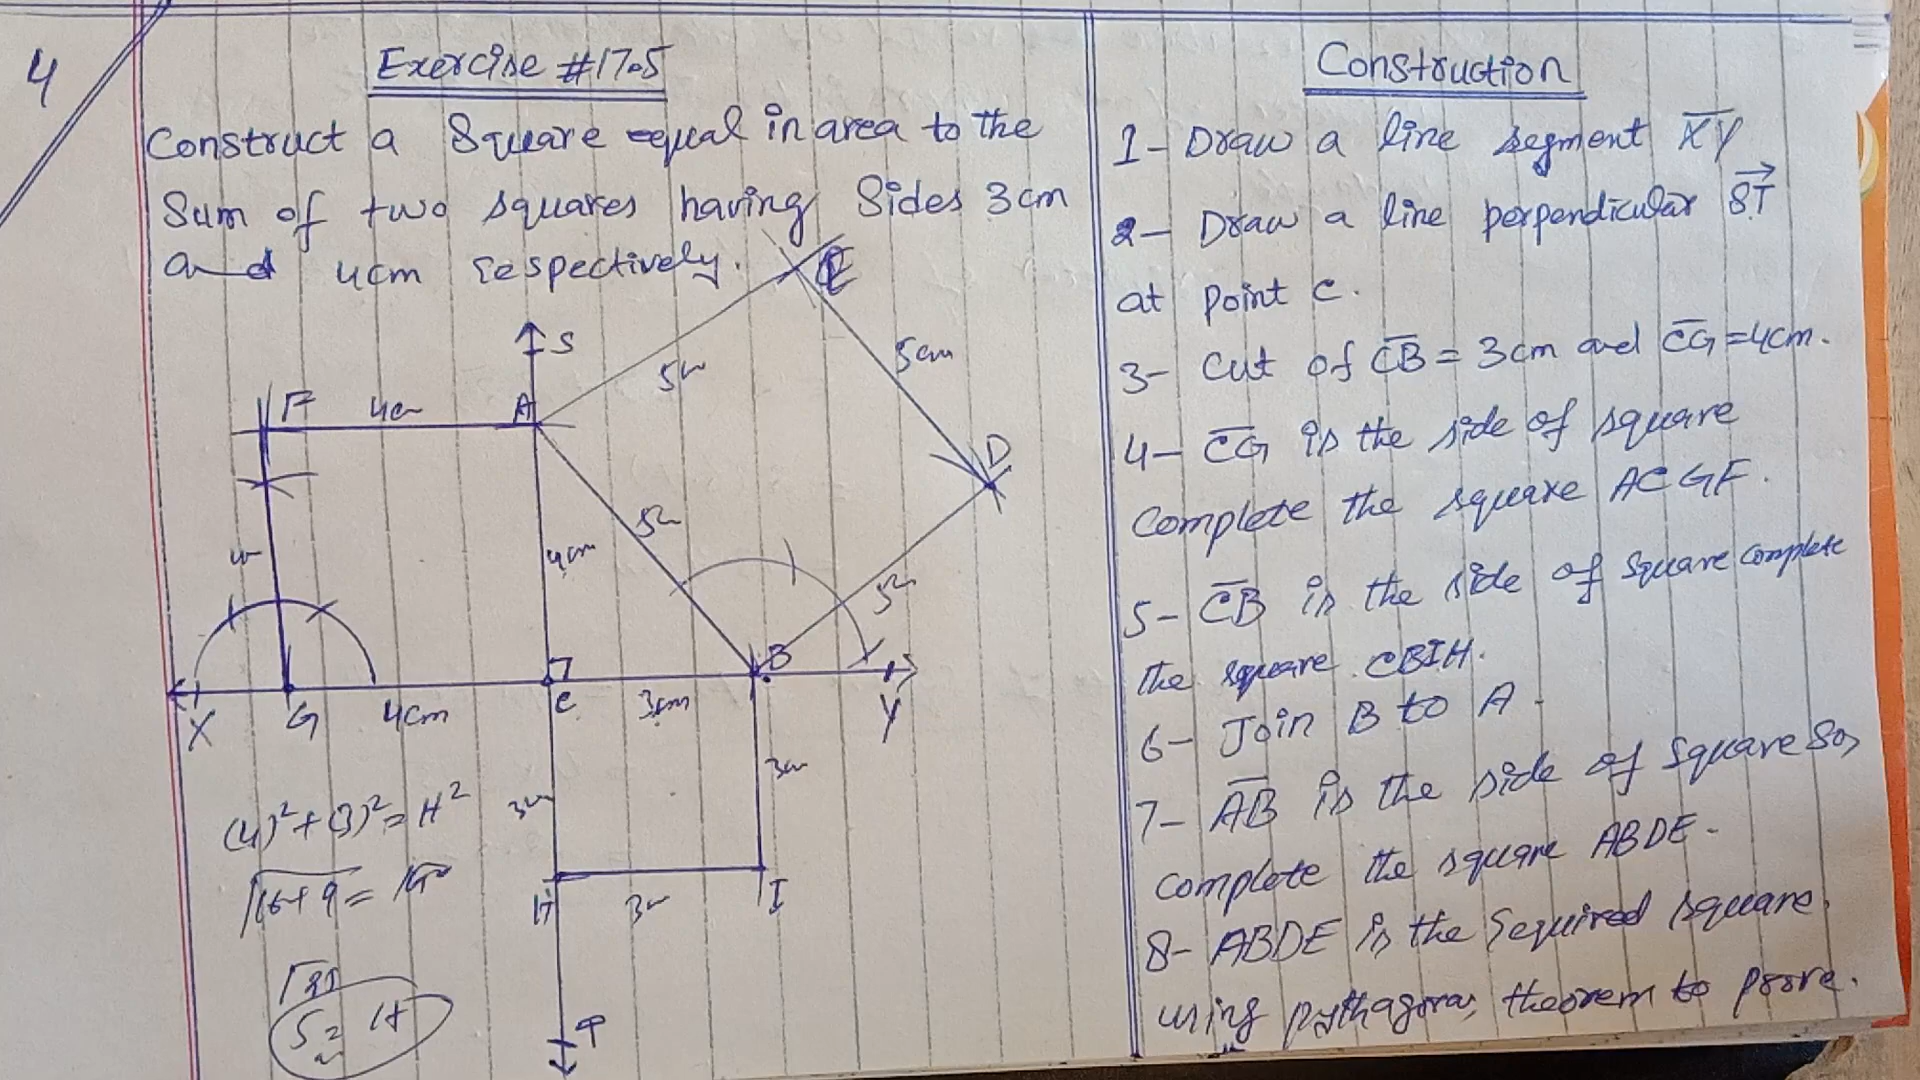 4
Exercise #17.5
Construct a Square equal in area to the
Sum of two squares having Sides 3cm
and 4cm respectively.
E
S
5cm
5cm
F
4cm
A
D
5cm
4cm
5cm
B
X
G
4cm
C
3cm
Y
3cm
3cm
(4)²+(3)²=H²
√16+9=
H
3cm
I
√25
5=H
T
Construction
1- Draw a line segment XY
2- Draw a line perpendicular ST
at point C.
3- Cut of CB = 3cm and CG = 4cm.
4- CG is the side of square
Complete the square ACGF.
5- CB is the side of Square complete
the square CBIH.
6- Join B to A.
7- AB is the side of square So,
complete the square ABDE.
8- ABDE is the required square.
using pythagoras theorem to prove.